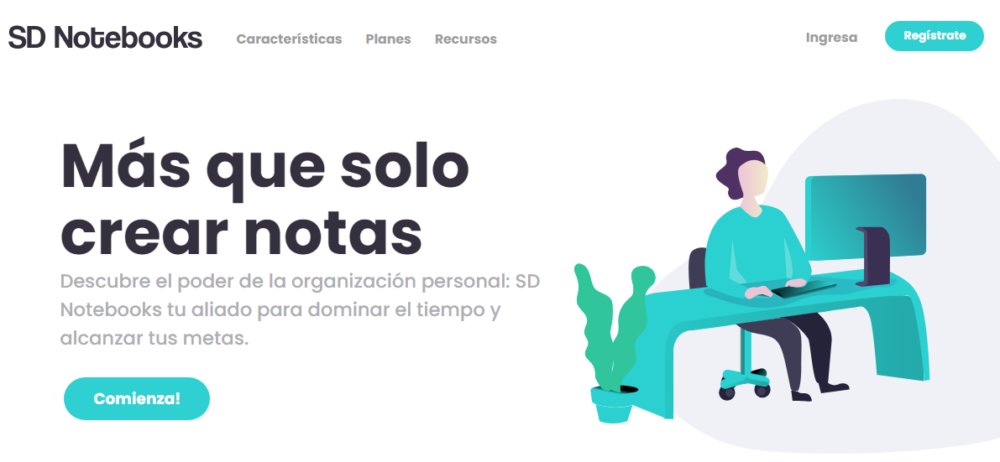 SD Notebooks
Características
Planes
Recursos
Ingresa
Regístrate
Más que solo
crear notas
Descubre el poder de la organización personal: SD
Notebooks tu aliado para dominar el tiempo y
alcanzar tus metas.
Comienza!